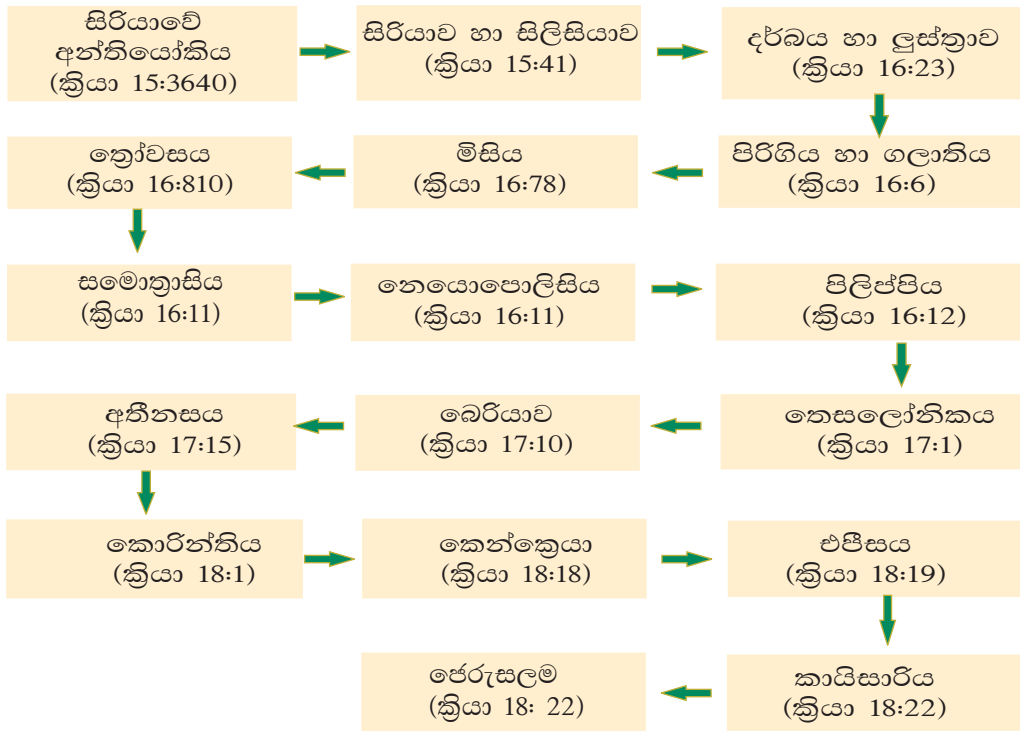 සිරියාවේ
අන්තියෝකිය
(ක්‍රියා 15:3640)
සිරියාව හා සිලිසියාව
(ක්‍රියා 15:41)
දර්බය හා ලුස්ත්‍රාව
(ක්‍රියා 16:23)
පිරිගිය හා ගලාතිය
(ක්‍රියා 16:6)
මිසිය
(ක්‍රියා 16:78)
ත්‍රෝවසය
(ක්‍රියා 16:810)
සමොත්‍රාසිය
(ක්‍රියා 16:11)
නෙයොපොලිසිය
(ක්‍රියා 16:11)
පිලිප්පිය
(ක්‍රියා 16:12)
තෙසලෝනිකය
(ක්‍රියා 17:1)
බෙරියාව
(ක්‍රියා 17:10)
අතීනසය
(ක්‍රියා 17:15)
කොරින්තිය
(ක්‍රියා 18:1)
කෙන්ක්‍රෙයා
(ක්‍රියා 18:18)
එපීසය
(ක්‍රියා 18:19)
කායිසාරිය
(ක්‍රියා 18:22)
ජෙරුසලම
(ක්‍රියා 18: 22)